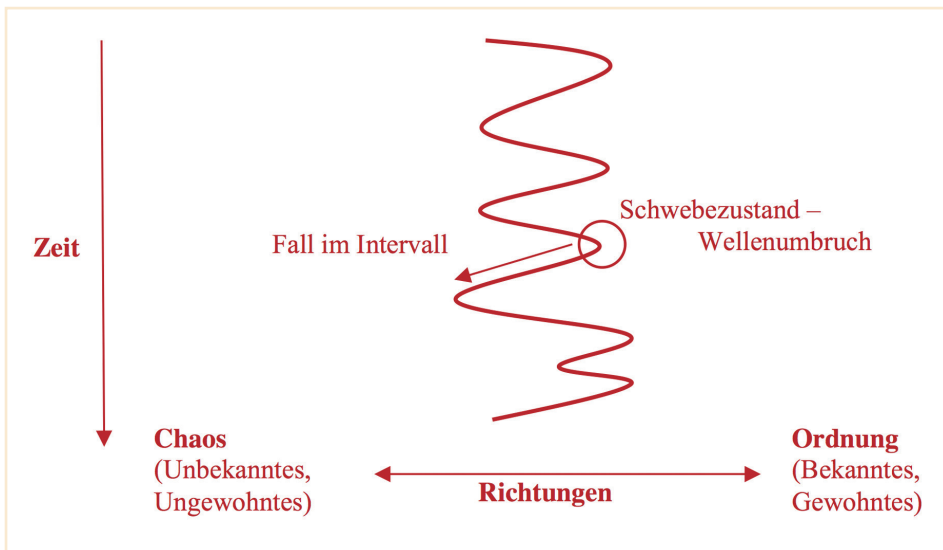 Schwebezustand –
Wellenumbruch
Fall im Intervall
Zeit
Chaos
(Unbekanntes,
Ungewohntes)
Richtungen
Ordnung
(Bekanntes,
Gewohntes)